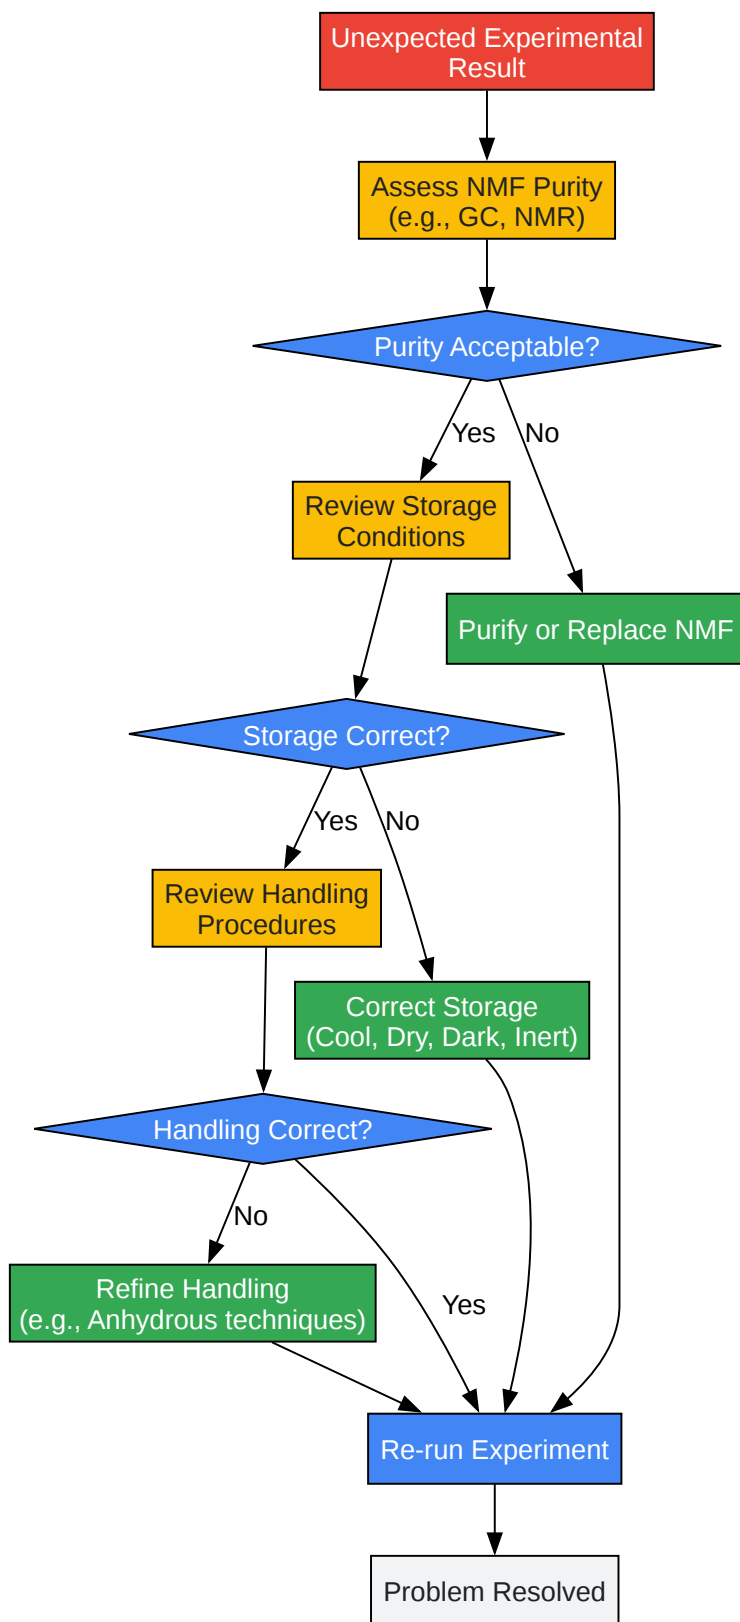 Unexpected Experimental
Result
Assess NMF Purity
(e.g., GC, NMR)
Purity Acceptable?
Yes
No
Review Storage
Conditions
Purify or Replace NMF
Storage Correct?
Yes
No
Review Handling
Procedures
Correct Storage
(Cool, Dry, Dark, Inert)
Handling Correct?
No
Refine Handling
(e.g., Anhydrous techniques)
Yes
Re-run Experiment
Problem Resolved